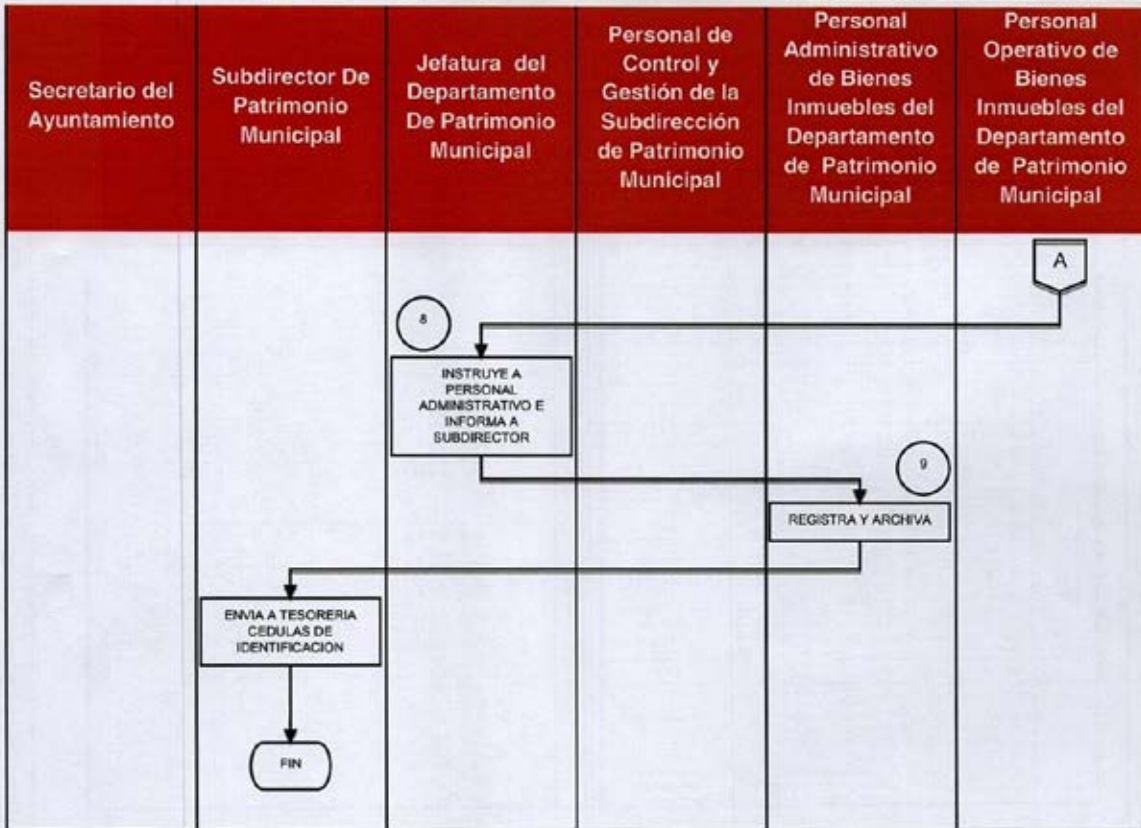 Secretario del
Ayuntamiento
Subdirector De
Patrimonio
Municipal
Jefatura del
Departamento
De Patrimonio
Municipal
Personal de
Control y
Gestión de la
Subdirección
de Patrimonio
Municipal
Personal
Administrativo
de Bienes
Inmuebles del
Departamento
de Patrimonio
Municipal
Personal
Operativo de
Bienes
Inmuebles del
Departamento
de Patrimonio
Municipal
A
8
INSTRUYE A
PERSONAL
ADMINISTRATIVO E
INFORMA A
SUBDIRECTOR
9
REGISTRA Y ARCHIVA
ENVIA A TESORERIA
CEDULAS DE
IDENTIFICACION
FIN